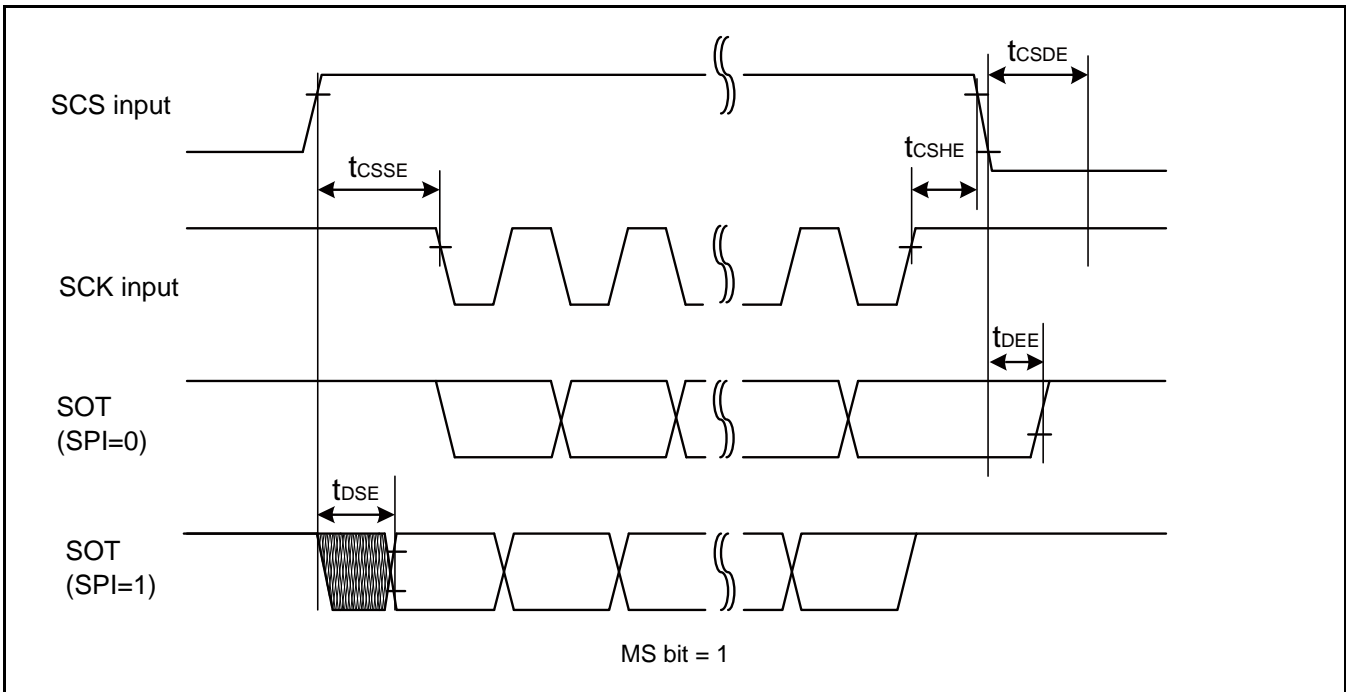 tCSDE
SCS input
tCSHE
tCSSE
SCK input
tDEE
SOT
(SPI=0)
tDSE
SOT
(SPI=1)
MS bit = 1